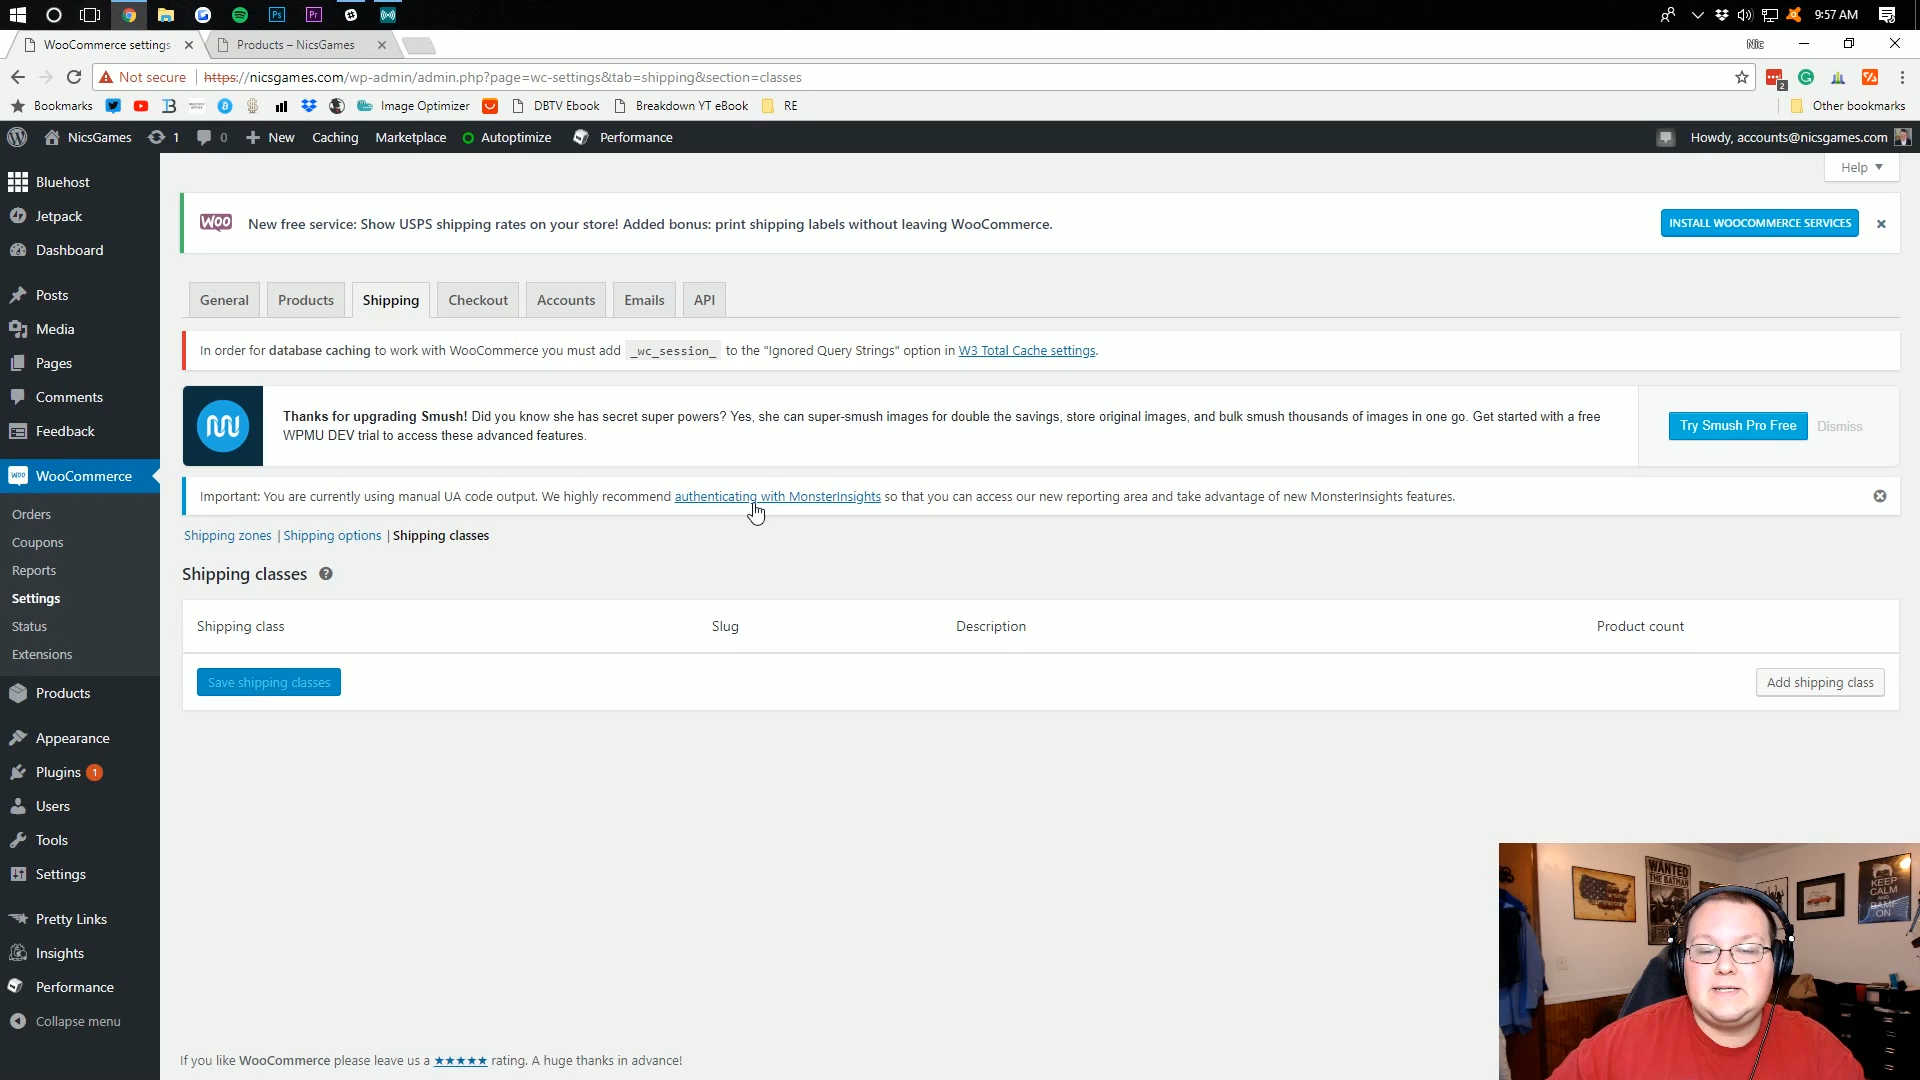 9:57 AM
WooCommerce settings
Products – NicsGames
Nic
Not secure https://nicsgames.com/wp-admin/admin.php?page=wc-settings&tab=shipping&section=classes
2
Bookmarks
Image Optimizer
DBTV Ebook
Breakdown YT eBook
RE
Other bookmarks
NicsGames 1 0 New Caching Marketplace Autoptimize Performance
Howdy, accounts@nicsgames.com
Help
Bluehost
Jetpack
Dashboard
Posts
Media
Pages
Comments
Feedback
WooCommerce
Orders
Coupons
Reports
Settings
Status
Extensions
Products
Appearance
Plugins 1
Users
Tools
Settings
Pretty Links
Insights
Performance
Collapse menu
WOO New free service: Show USPS shipping rates on your store! Added bonus: print shipping labels without leaving WooCommerce.
INSTALL WOOCOMMERCE SERVICES
General Products Shipping Checkout Accounts Emails API
In order for database caching to work with WooCommerce you must add _wc_session_ to the "Ignored Query Strings" option in W3 Total Cache settings.
Thanks for upgrading Smush! Did you know she has secret super powers? Yes, she can super-smush images for double the savings, store original images, and bulk smush thousands of images in one go. Get started with a free
WPMU DEV trial to access these advanced features.
Try Smush Pro Free Dismiss
Important: You are currently using manual UA code output. We highly recommend authenticating with MonsterInsights so that you can access our new reporting area and take advantage of new MonsterInsights features.
Shipping zones | Shipping options | Shipping classes
Shipping classes
Shipping class Slug Description Product count
Save shipping classes Add shipping class
WANTED
THE BATMAN
KEEP
CALM
AND
ON
If you like WooCommerce please leave us a ★★★★★ rating. A huge thanks in advance!